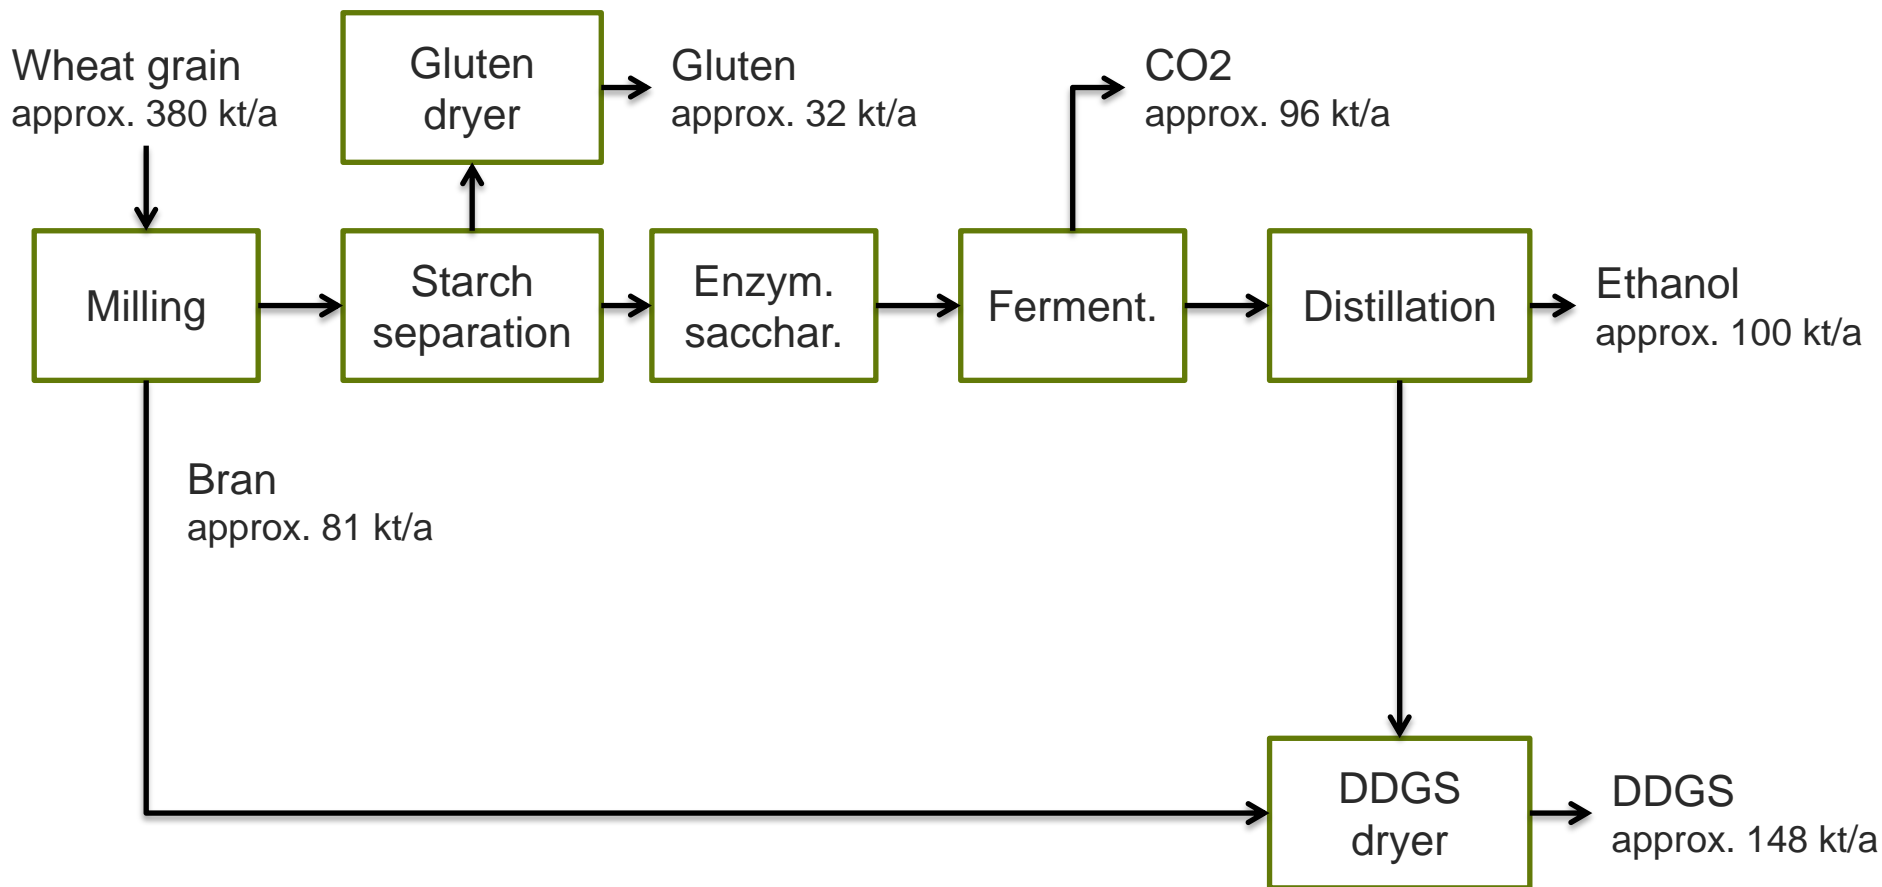 Wheat grain
approx. 380 kt/a
Gluten
dryer
Gluten
approx. 32 kt/a
CO2
approx. 96 kt/a
Milling
Starch
separation
Enzym.
sacchar.
Ferment.
Distillation
Ethanol
approx. 100 kt/a
Bran
approx. 81 kt/a
DDGS
dryer
DDGS
approx. 148 kt/a